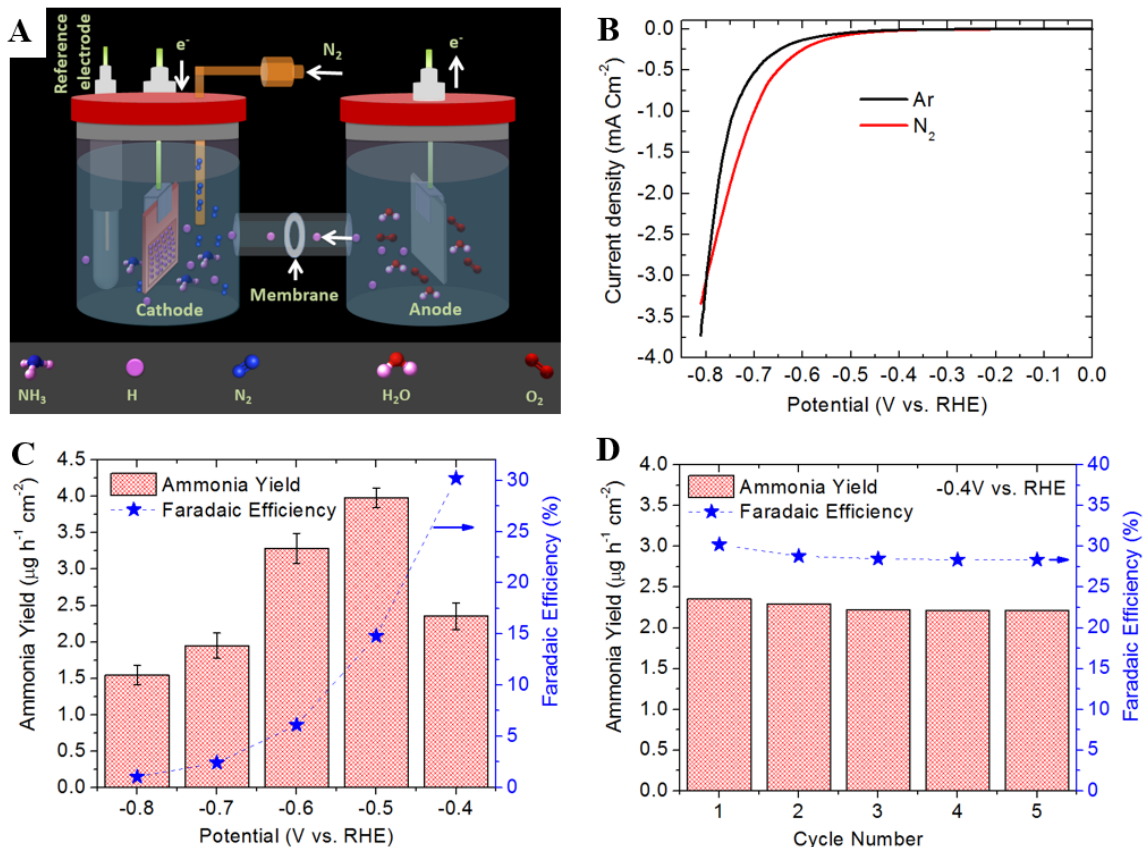 A
Reference
electrode
e-
N2
e-
Membrane
Cathode
Anode
NH3
H
N2
H2O
O2
B
0.0
-0.5
-1.0
-1.5
-2.0
-2.5
-3.0
-3.5
-4.0
Current density (mA Cm-2)
Ar
N2
-0.8 -0.7 -0.6 -0.5 -0.4 -0.3 -0.2 -0.1 0.0
Potential (V vs. RHE)
C
4.5
4.0
3.5
3.0
2.5
2.0
1.5
1.0
0.5
0.0
Ammonia Yield (μg h-1 cm-2)
Ammonia Yield
Faradaic Efficiency
30
25
20
15
10
5
0
Faradaic Efficiency (%)
-0.8 -0.7 -0.6 -0.5 -0.4
Potential (V vs. RHE)
D
4.0
3.5
3.0
2.5
2.0
1.5
1.0
0.5
0.0
Ammonia Yield (μg h-1 cm-2)
Ammonia Yield
-0.4V vs. RHE
Faradaic Efficiency
40
35
30
25
20
15
10
5
0
Faradaic Efficiency (%)
1 2 3 4 5
Cycle Number